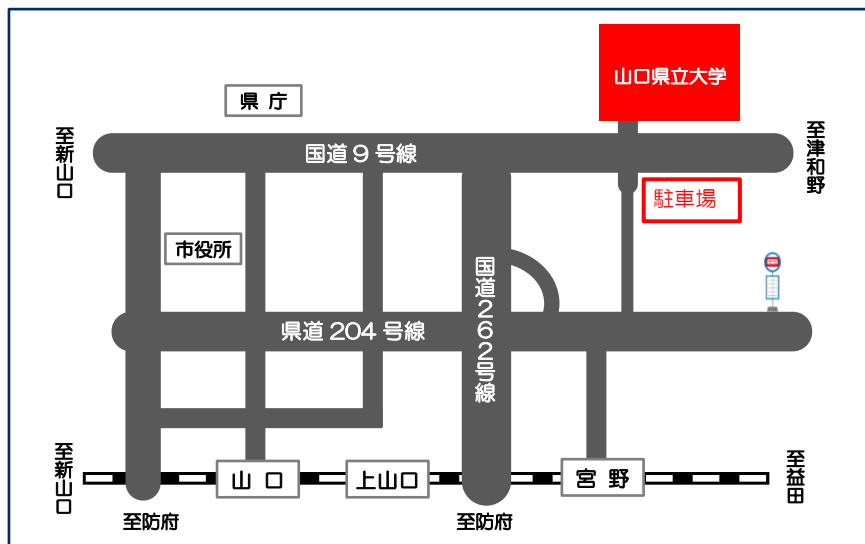 山口県立大学
県 庁
至新山口
国道９号線
至津和野
駐車場
市役所
国道２６２号線
県道 204 号線
至新山口
山 口
上山口
宮 野
至益田
至防府
至防府